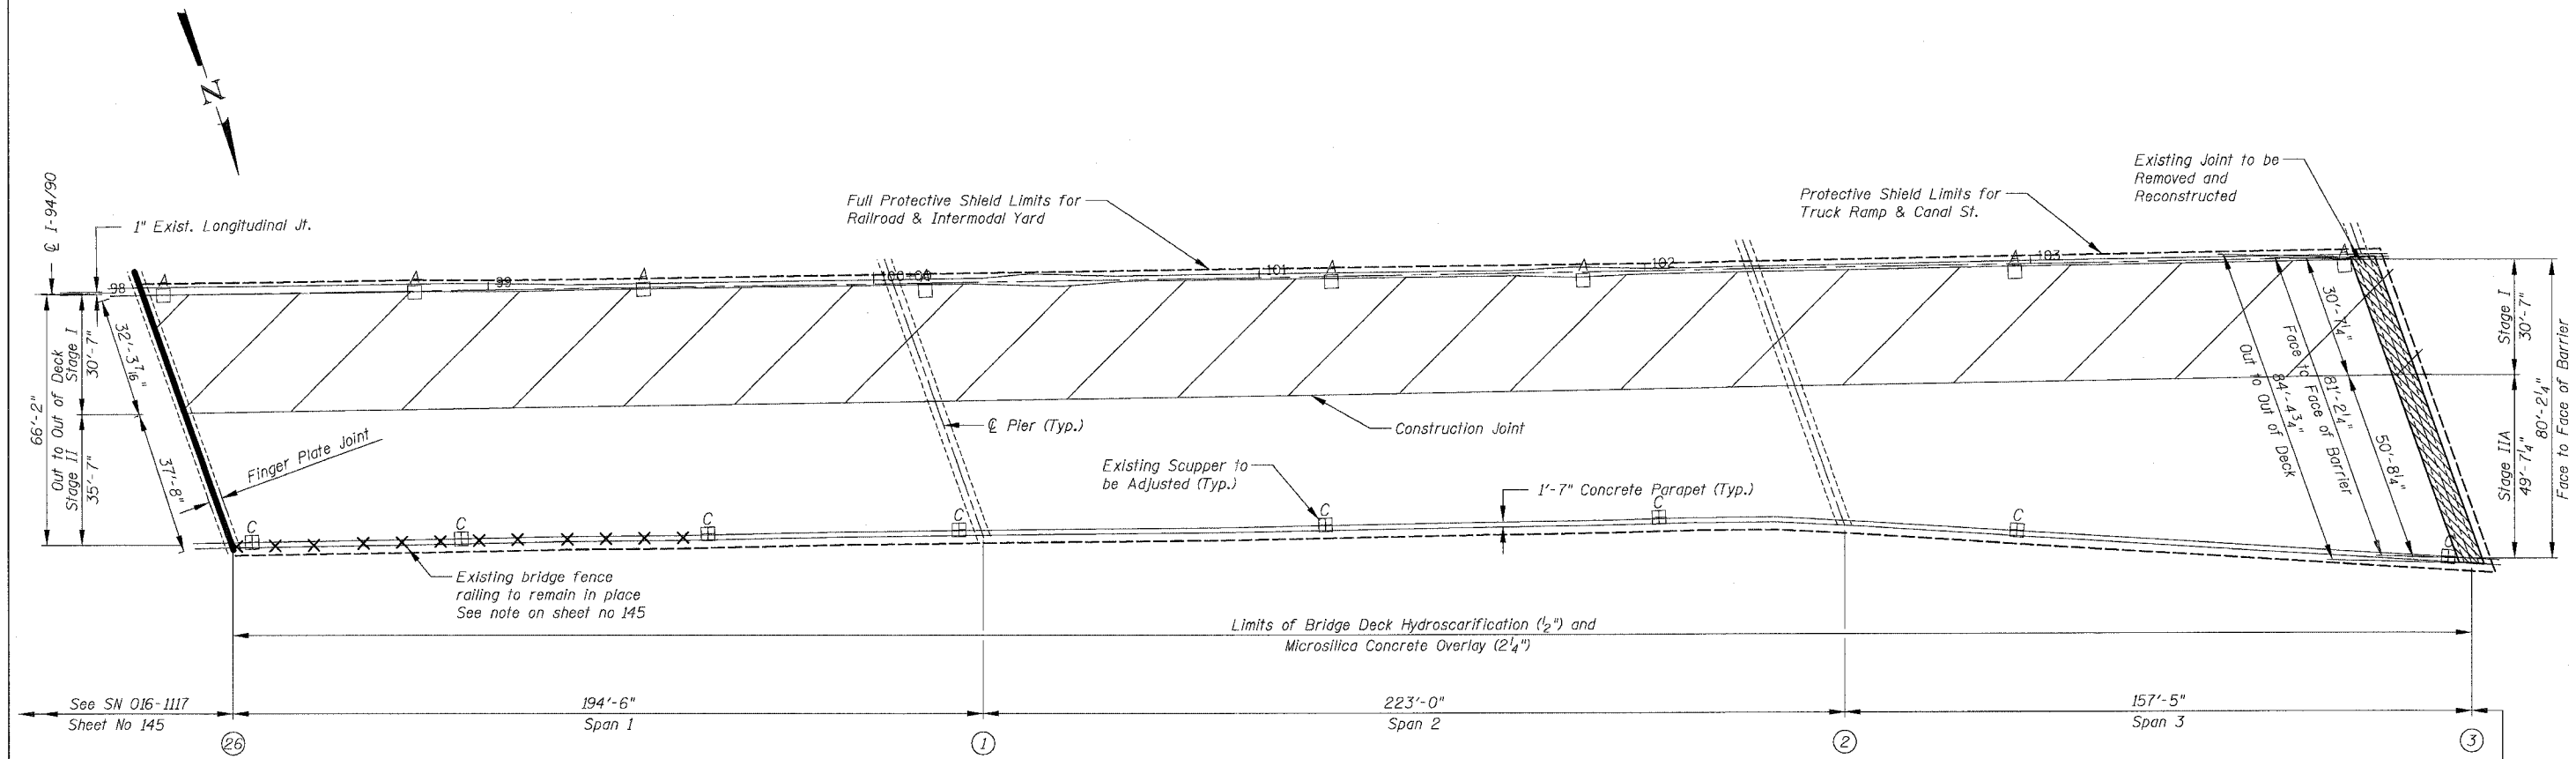 N
℄ I-94/90
1" Exist. Longitudinal Jt.
Full Protective Shield Limits for
Railroad & Intermodal Yard
Protective Shield Limits for
Truck Ramp & Canal St.
Existing Joint to be
Removed and
Reconstructed
98
A
A
99
A
A
101
A
A
102
A
103
A
66'-2"
Out to Out of Deck
Stage I
30'-7"
Stage II
35'-7"
32'-3 7/16"
37'-8"
Finger Plate Joint
℄ Pier (Typ.)
Construction Joint
Existing Scupper to
be Adjusted (Typ.)
1'-7" Concrete Parapet (Typ.)
30'-7 1/4"
50'-8 1/4"
81'-2 1/4"
Face to Face of Barrier
84'-4 3/4"
Out to Out of Deck
Stage I
30'-7"
Stage IIA
49'-7 1/4"
80'-2 1/4"
Face to Face of Barrier
C
C
C
C
C
C
C
C
Existing bridge fence
railing to remain in place
See note on sheet no 145
Limits of Bridge Deck Hydroscarification (1/2") and
Microsilica Concrete Overlay (2 1/4")
See SN 016-1117
Sheet No 145
194'-6"
Span 1
223'-0"
Span 2
157'-5"
Span 3
26
1
2
3